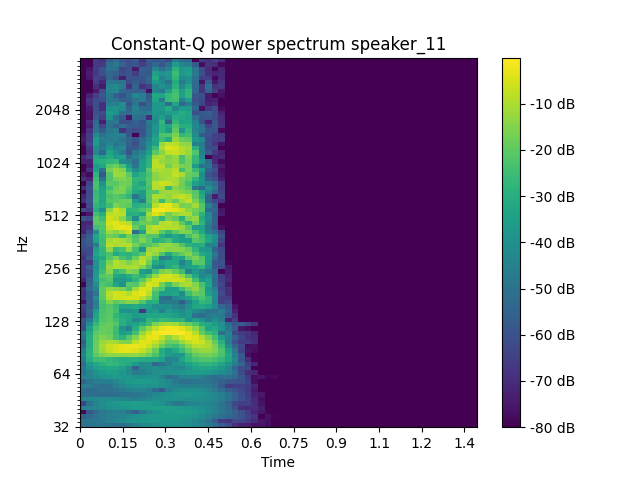 Constant-Q power spectrum speaker_11
2048
1024
512
256
128
64
32
Hz
0 0.15 0.3 0.45 0.6 0.75 0.9 1.1 1.2 1.4
Time
-10 dB
-20 dB
-30 dB
-40 dB
-50 dB
-60 dB
-70 dB
-80 dB